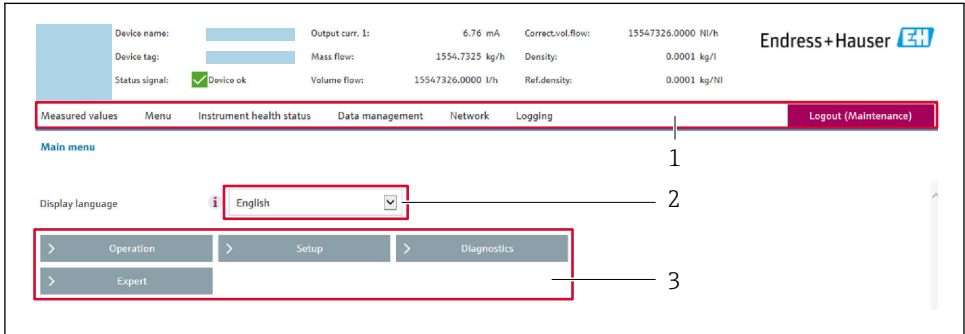 Device name: Output curr. 1: 6.76 mA Correct.vol.flow: 15547326.0000 Nl/h
Endress+Hauser EH
Device tag: Mass flow: 1554.7325 kg/h Density: 0.0001 kg/l
Status signal: Device ok Volume flow: 15547326.0000 l/h Ref.density: 0.0001 kg/Nl
Measured values Menu Instrument health status Data management Network Logging Logout (Maintenance)
1
Main menu
Display language i English 2
> Operation > Setup > Diagnostics
> Expert 3